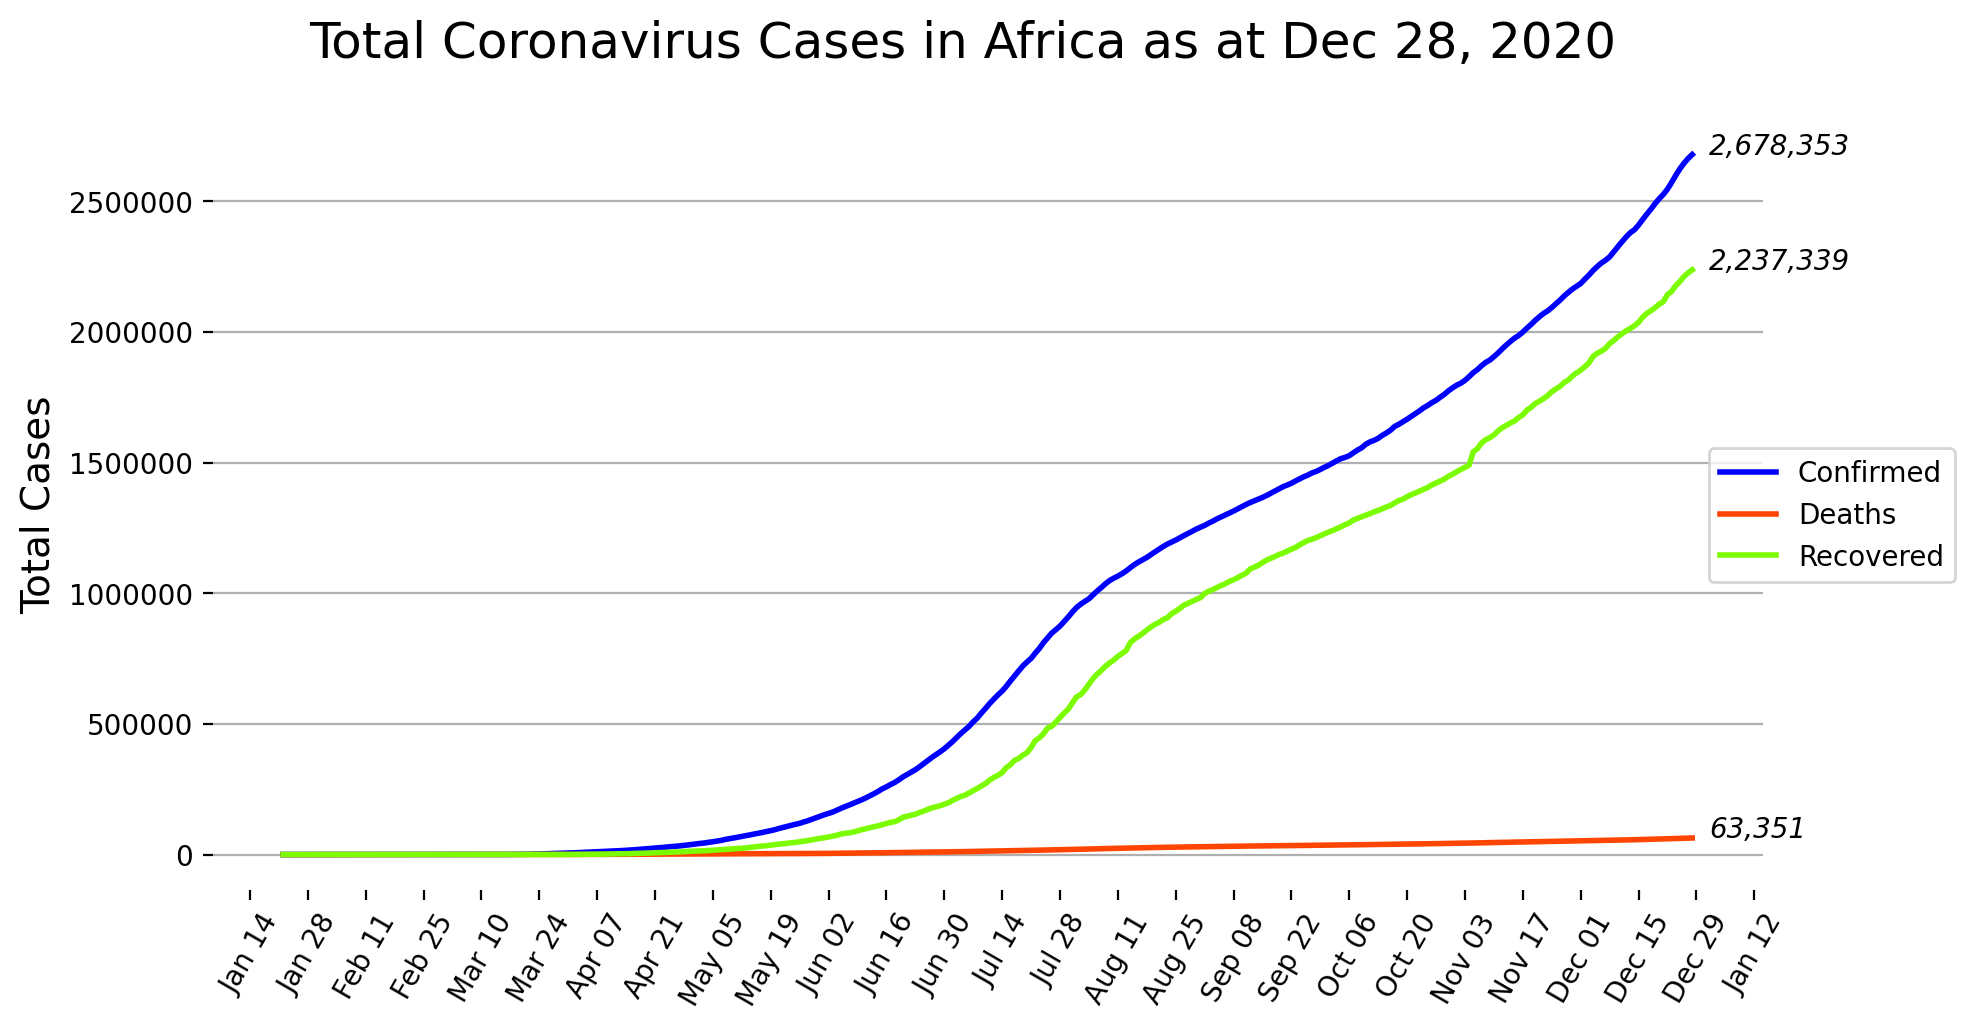 Total Coronavirus Cases in Africa as at Dec 28, 2020
Total Cases
2500000
2000000
1500000
1000000
500000
0
2,678,353
2,237,339
63,351
Confirmed
Deaths
Recovered
Jan 14
Jan 28
Feb 11
Feb 25
Mar 10
Mar 24
Apr 07
Apr 21
May 05
May 19
Jun 02
Jun 16
Jun 30
Jul 14
Jul 28
Aug 11
Aug 25
Sep 08
Sep 22
Oct 06
Oct 20
Nov 03
Nov 17
Dec 01
Dec 15
Dec 29
Jan 12